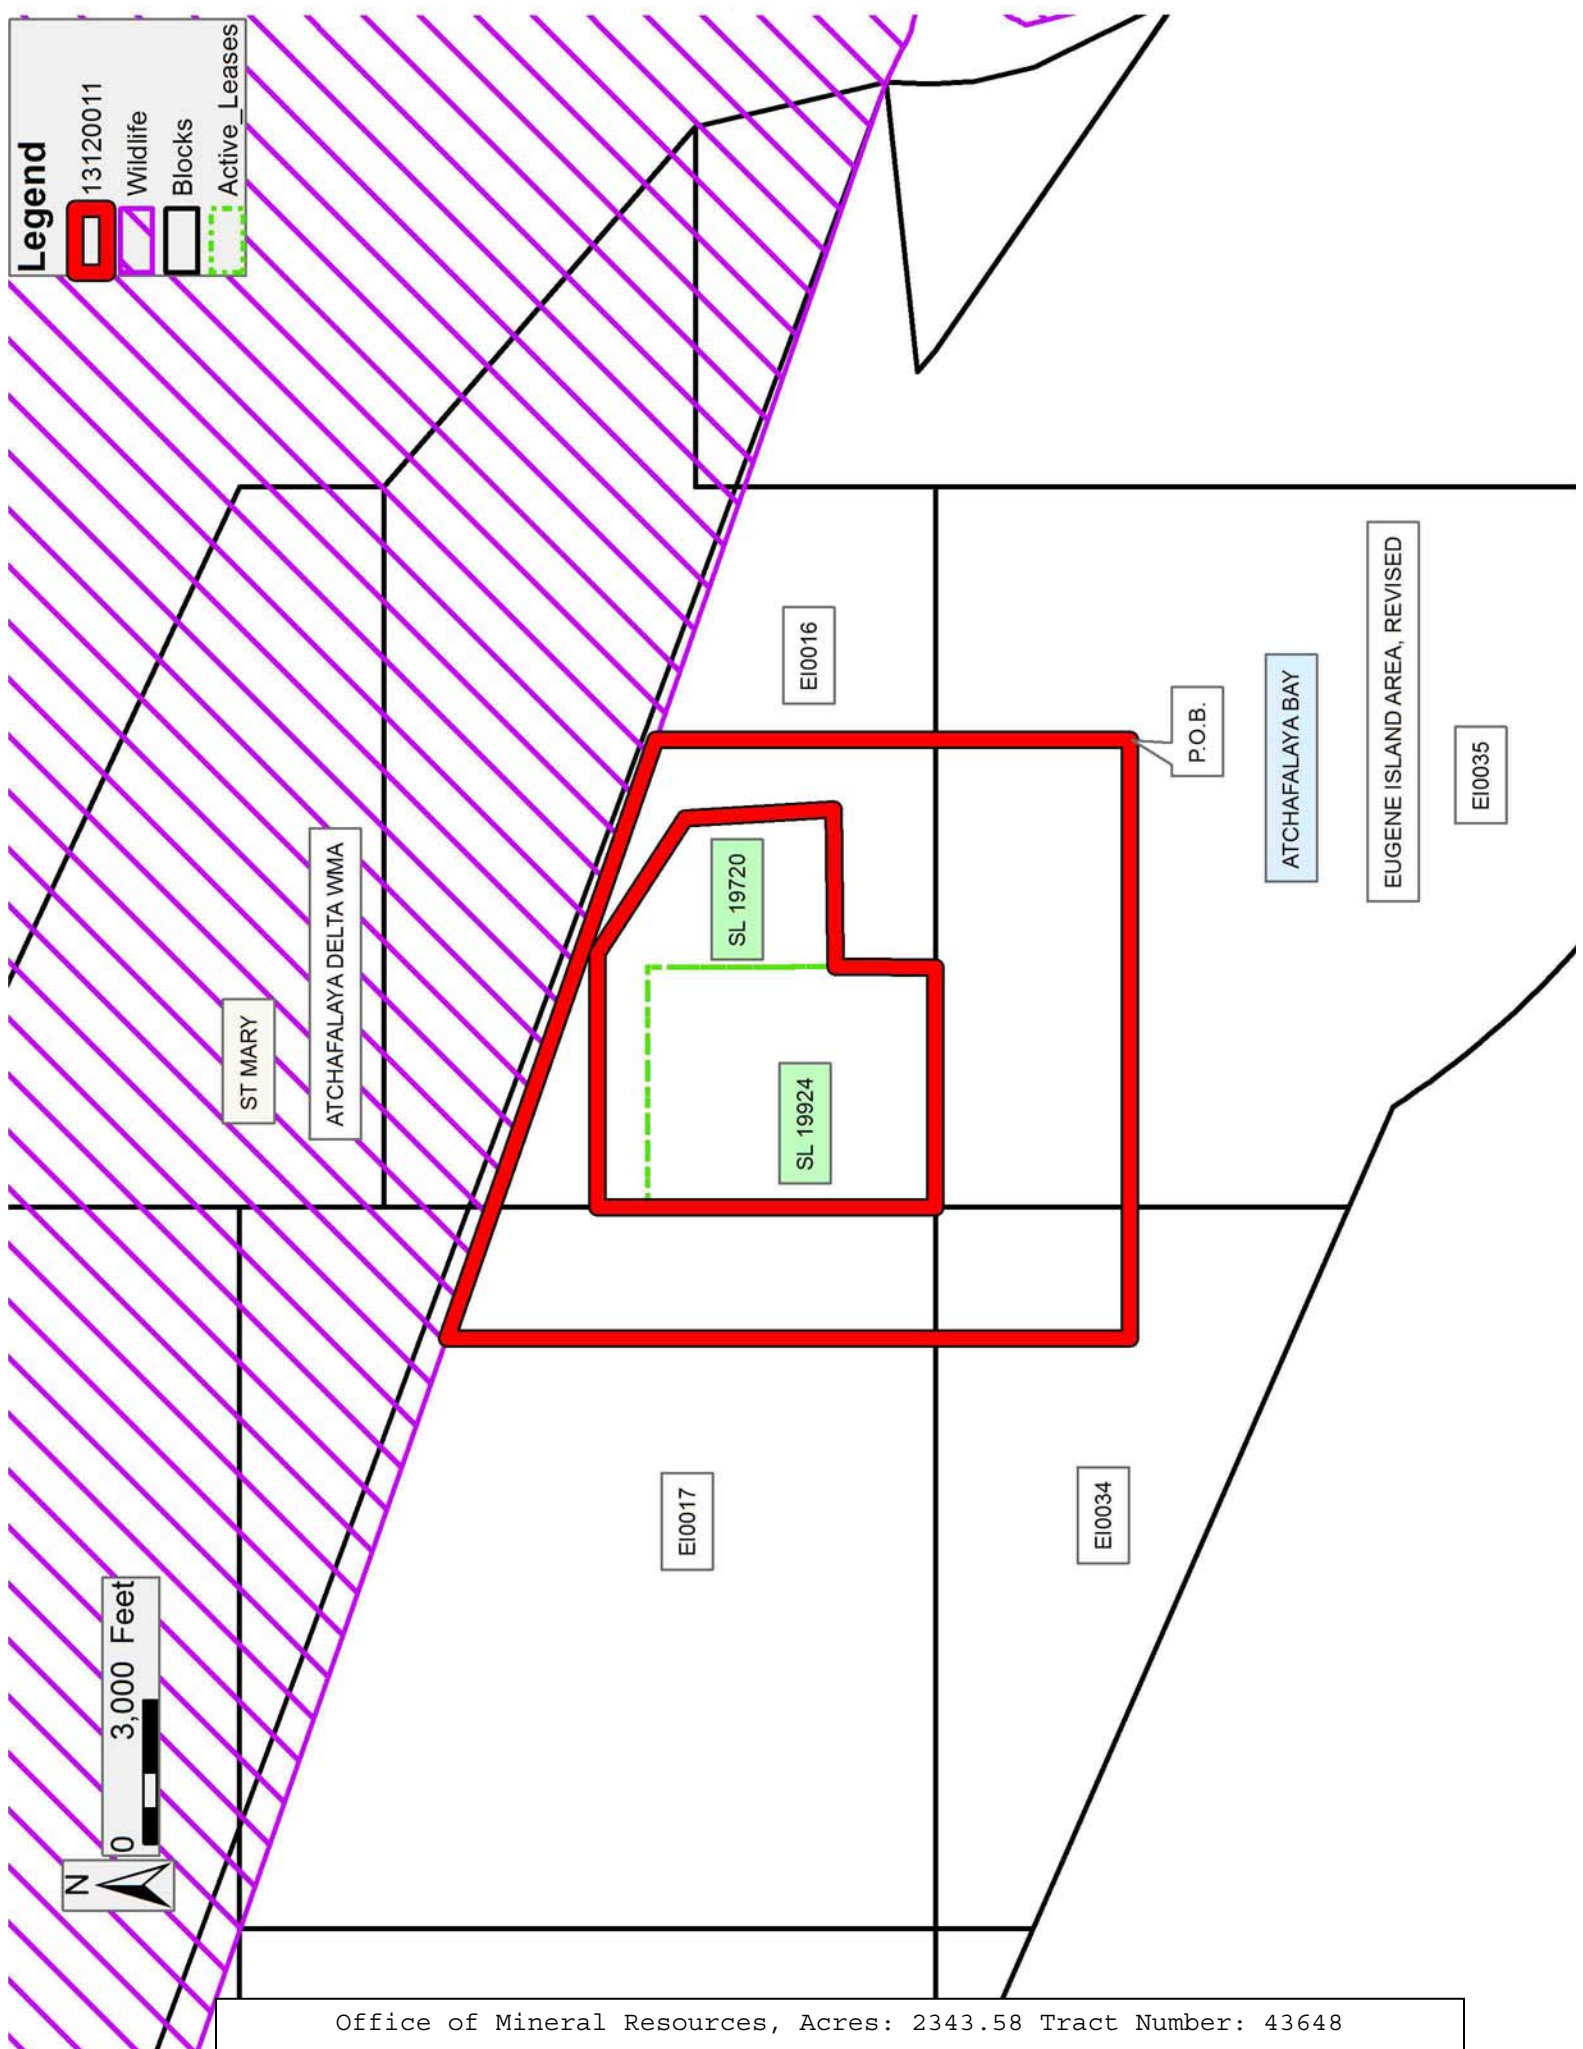 Legend
13120011
Wildlife
Blocks
Active_Leases
N
0 3,000 Feet
ST MARY
ATCHAFALAYA DELTA WMA
EI0016
SL 19720
SL 19924
EI0017
EI0034
P.O.B.
ATCHAFALAYA BAY
EUGENE ISLAND AREA, REVISED
EI0035
Office of Mineral Resources, Acres: 2343.58 Tract Number: 43648